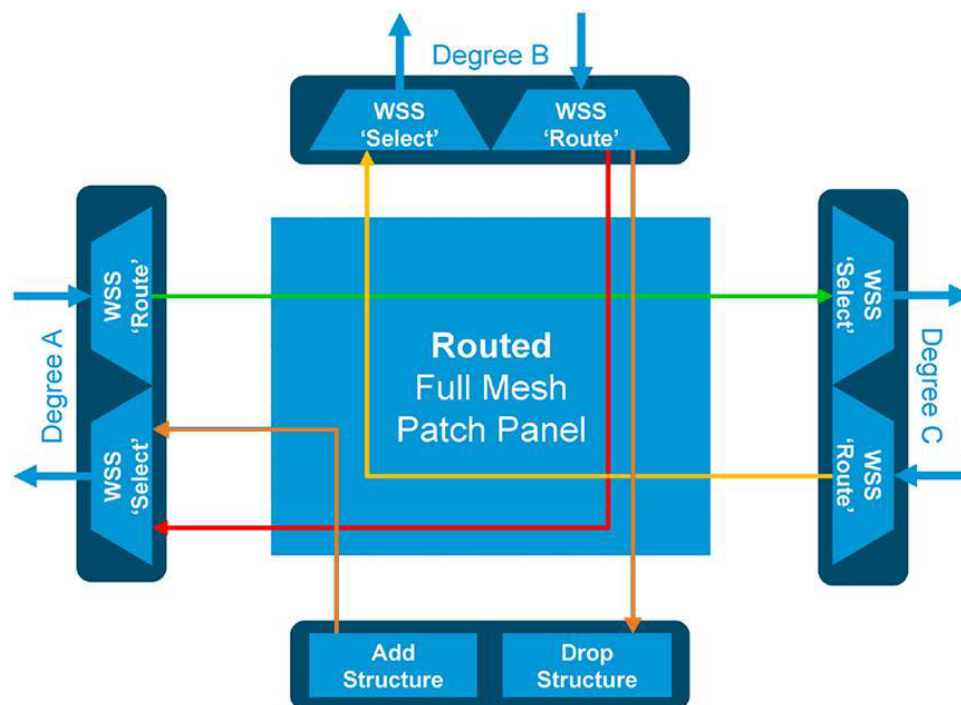 Degree B
WSS
'Select'
WSS
'Route'
Degree A
WSS
'Route'
WSS
'Select'
Routed
Full Mesh
Patch Panel
WSS
'Select'
WSS
'Route'
Degree C
Add
Structure
Drop
Structure